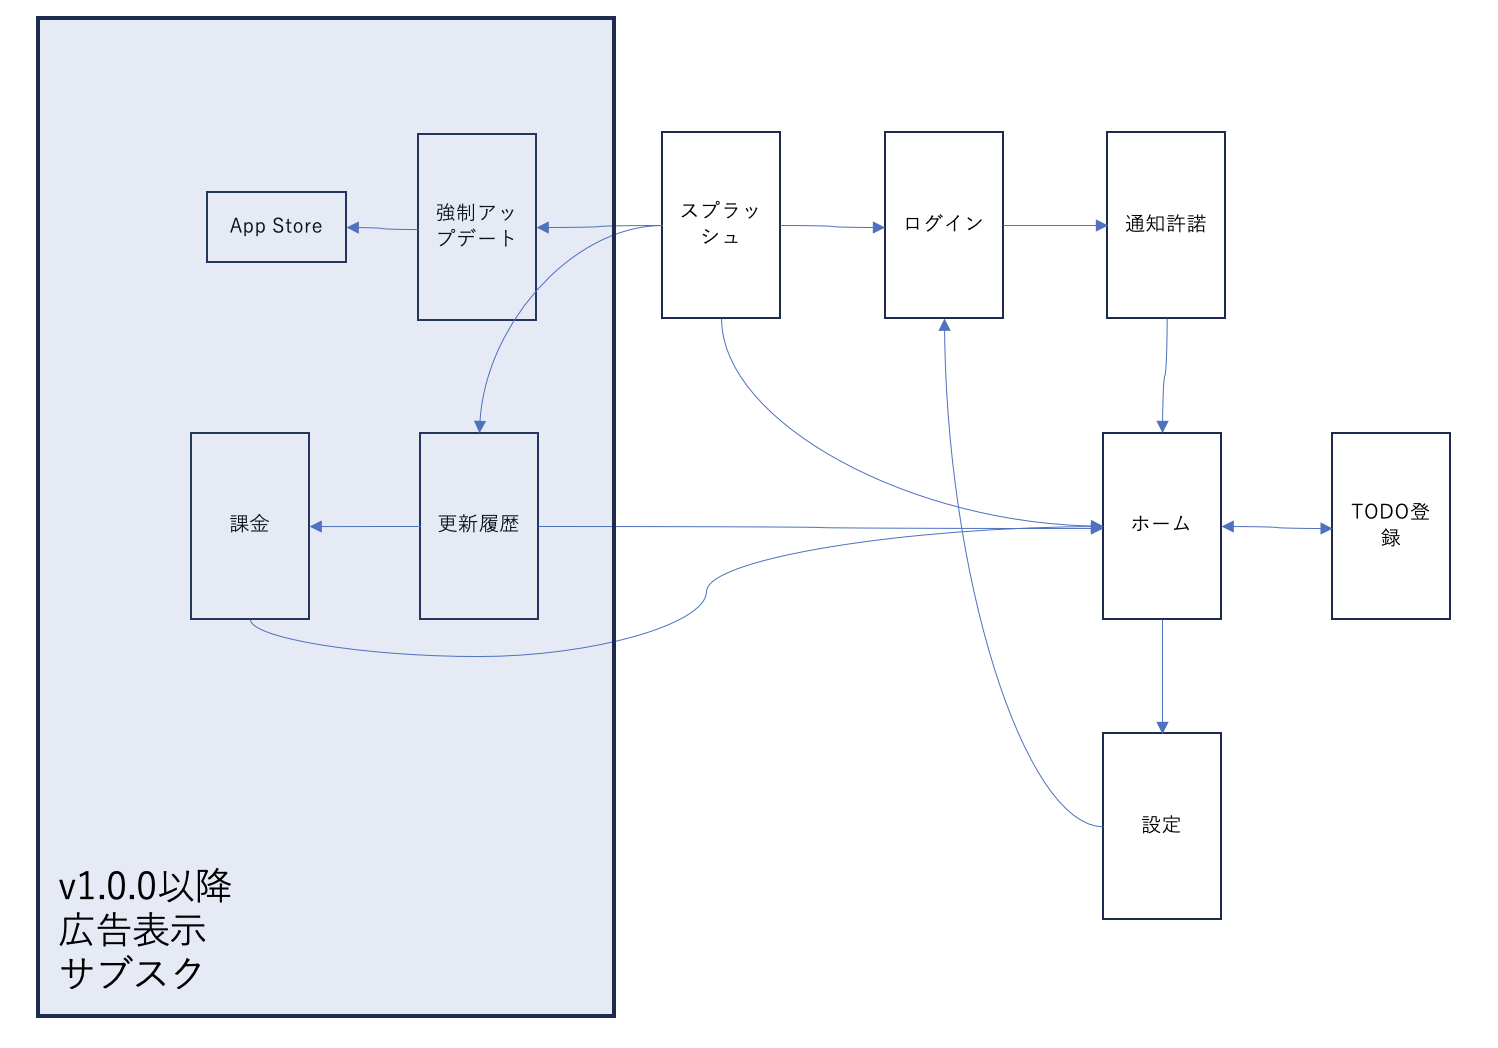 App Store
強制アッ
プデート
スプラッ
シュ
ログイン
通知許諾
課金
更新履歴
ホーム
TODO登
録
設定
v1.0.0以降
広告表示
サブスク